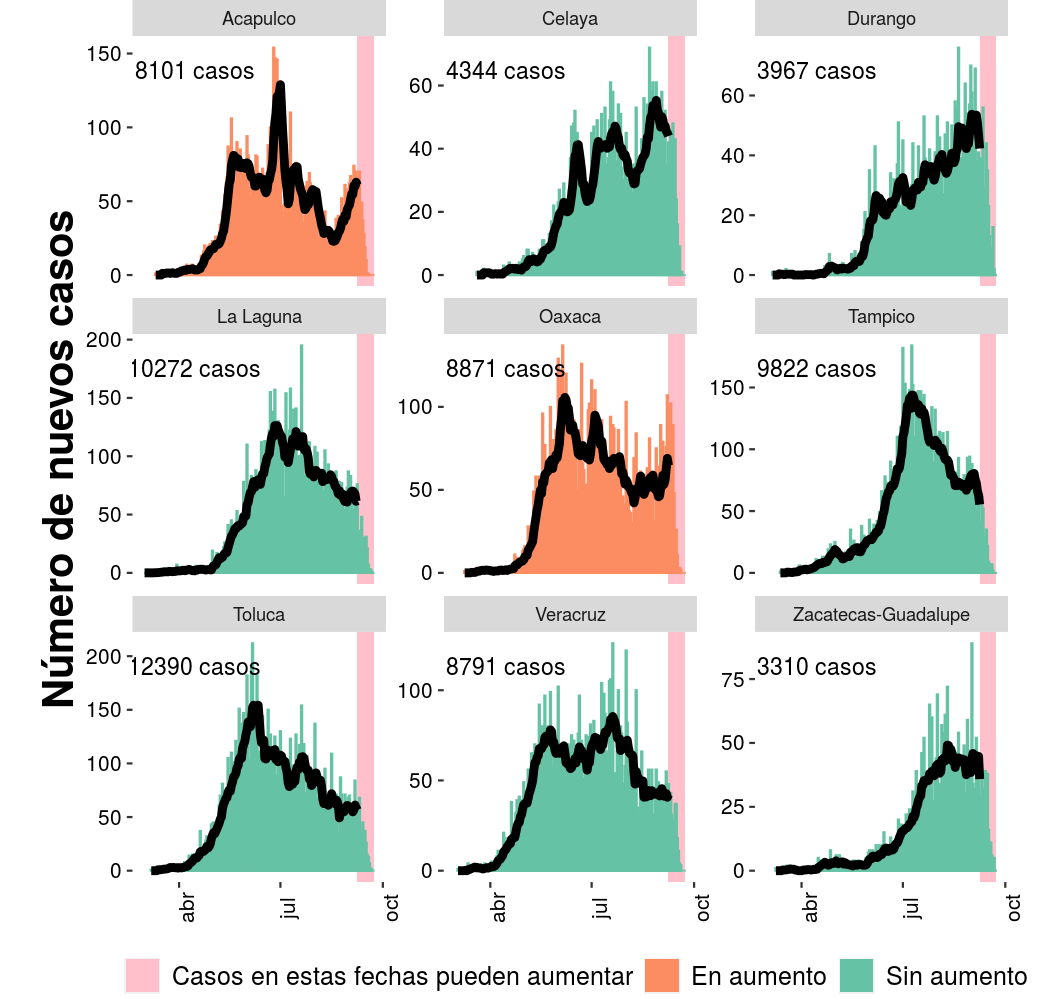 Número de nuevos casos
Acapulco
150
100
50
0
8101 casos
Celaya
60
40
20
0
4344 casos
Durango
60
40
20
0
3967 casos
La Laguna
200
150
100
50
0
10272 casos
Oaxaca
100
50
0
8871 casos
Tampico
150
100
50
0
9822 casos
Toluca
200
150
100
50
0
12390 casos
abr
jul
oct
Veracruz
100
50
0
8791 casos
abr
jul
oct
Zacatecas-Guadalupe
75
50
25
0
3310 casos
abr
jul
oct
Casos en estas fechas pueden aumentar
En aumento
Sin aumento